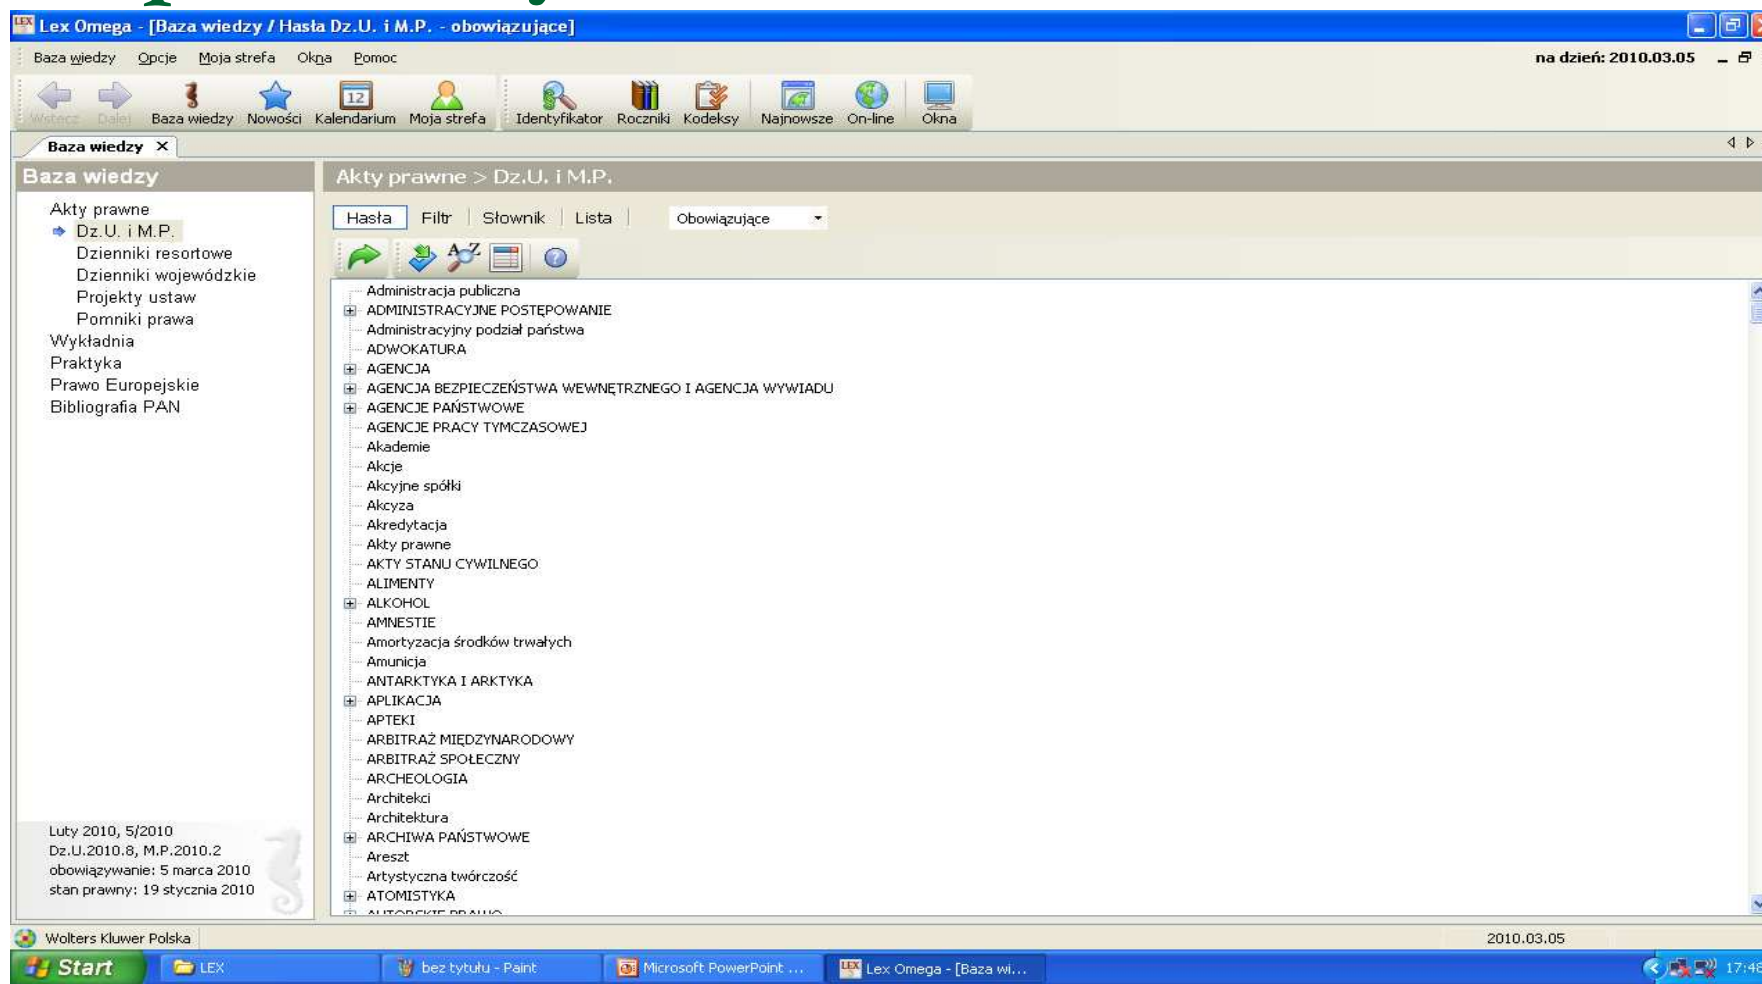 Lex Omega - [Baza wiedzy / Hasła Dz.U. i M.P. - obowiązujące]
Baza wiedzy Opcje Moja strefa Okna Pomoc na dzień: 2010.03.05
Wstecz Dalej Baza wiedzy Nowości Kalendarium Moja strefa Identyfikator Roczniki Kodeksy Najnowsze On-line Okna
Baza wiedzy X
Baza wiedzy
Akty prawne
Dz.U. i M.P.
Dzienniki resortowe
Dzienniki wojewódzkie
Projekty ustaw
Pomniki prawa
Wykładnia
Praktyka
Prawo Europejskie
Bibliografia PAN
Luty 2010, 5/2010
Dz.U.2010.8, M.P.2010.2
obowiązywanie: 5 marca 2010
stan prawny: 19 stycznia 2010
Akty prawne > Dz.U. i M.P.
Hasła Filtr Słownik Lista Obowiązujące
Administracja publiczna
ADMINISTRACYJNE POSTĘPOWANIE
Administracyjny podział państwa
ADWOKATURA
AGENCJA
AGENCJA BEZPIECZEŃSTWA WEWNĘTRZNEGO I AGENCJA WYWIADU
AGENCJE PAŃSTWOWE
AGENCJE PRACY TYMCZASOWEJ
Akademie
Akcje
Akcyjne spółki
Akcyza
Akredytacja
Akty prawne
AKTY STANU CYWILNEGO
ALIMENTY
ALKOHOL
AMNESTIE
Amortyzacja środków trwałych
Amunicja
ANTARKTYKA I ARKTYKA
APLIKACJA
APTEKI
ARBITRAŻ MIĘDZYNARODOWY
ARBITRAŻ SPOŁECZNY
ARCHEOLOGIA
Architekci
Architektura
ARCHIWA PAŃSTWOWE
Areszt
Artystyczna twórczość
ATOMISTYKA
AUTORSKIE PRAWO
Wolters Kluwer Polska 2010.03.05
Start LEX bez tytułu - Paint Microsoft PowerPoint ... Lex Omega - [Baza wi... 17:48